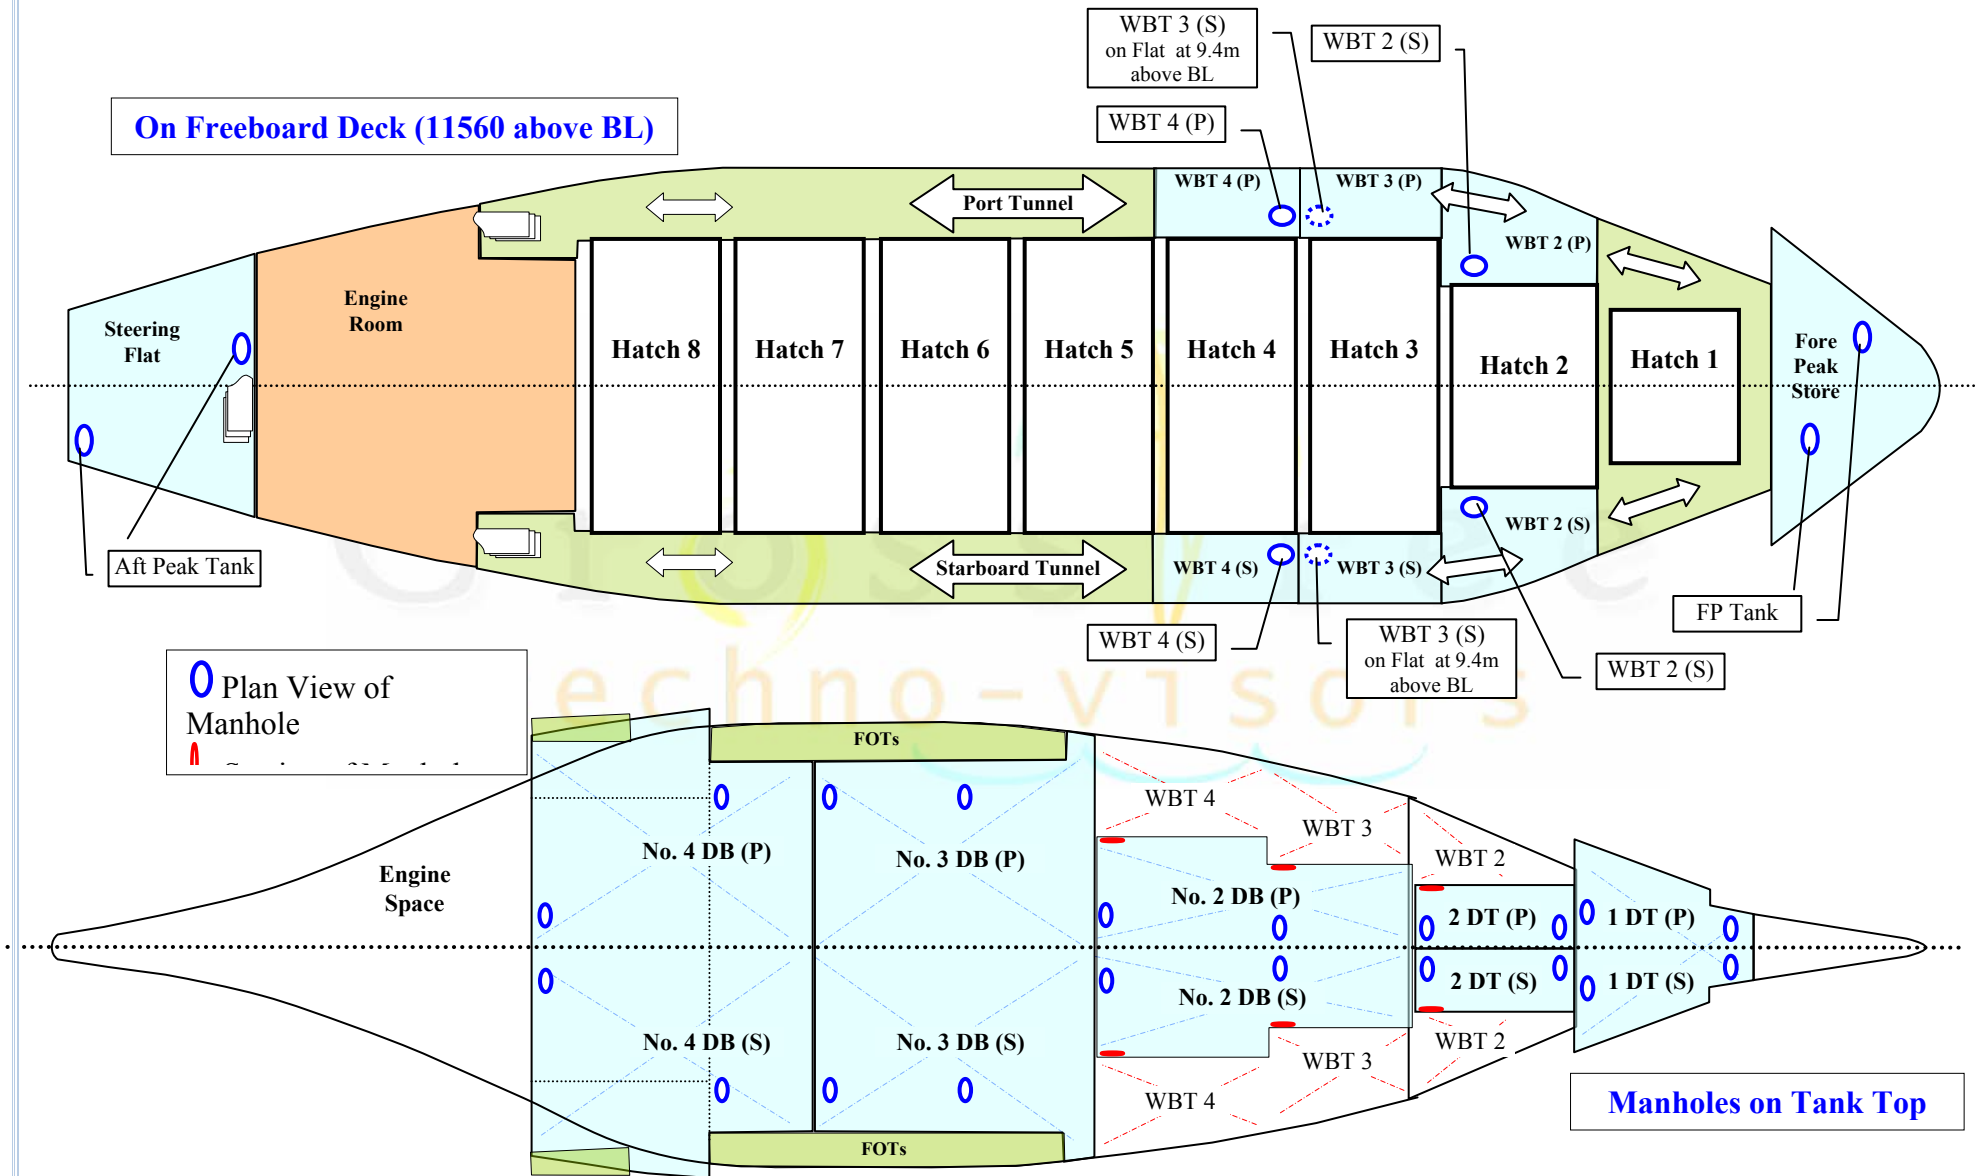 WBT 3 (S)
on Flat at 9.4m
above BL
WBT 2 (S)
On Freeboard Deck (11560 above BL)
WBT 4 (P)
WBT 4 (P)
WBT 3 (P)
Port Tunnel
WBT 2 (P)
Steering
Flat
Engine
Room
Hatch 8
Hatch 7
Hatch 6
Hatch 5
Hatch 4
Hatch 3
Hatch 2
Hatch 1
Fore
Peak
Store
Aft Peak Tank
Starboard Tunnel
WBT 4 (S)
WBT 3 (S)
WBT 2 (S)
WBT 4 (S)
WBT 3 (S)
on Flat at 9.4m
above BL
WBT 2 (S)
FP Tank
echno-visors
Plan View of
Manhole
FOTs
Engine
Space
No. 4 DB (P)
No. 3 DB (P)
WBT 4
WBT 3
WBT 2
No. 2 DB (P)
2 DT (P)
1 DT (P)
No. 4 DB (S)
No. 3 DB (S)
No. 2 DB (S)
2 DT (S)
1 DT (S)
WBT 4
WBT 3
WBT 2
FOTs
Manholes on Tank Top